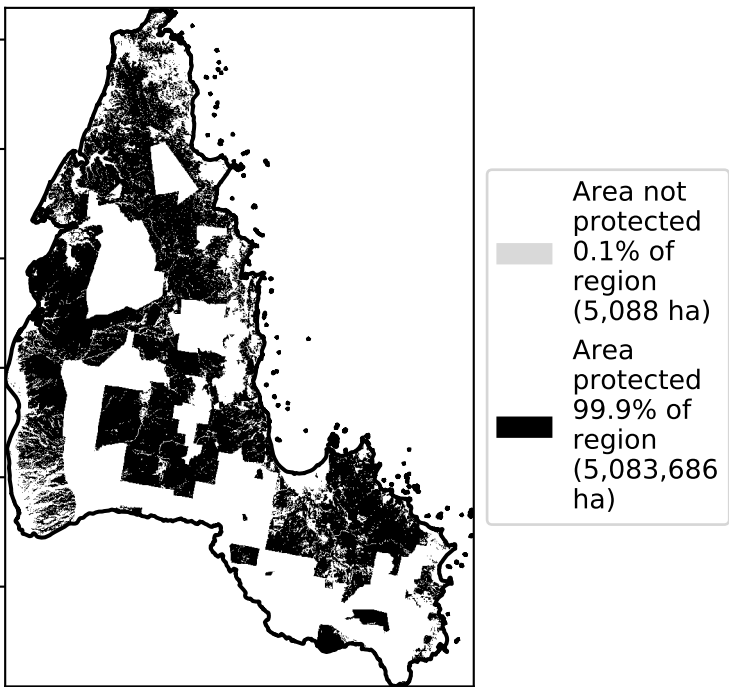 Area not
protected
0.1% of
region
(5,088 ha)
Area
protected
99.9% of
region
(5,083,686
ha)